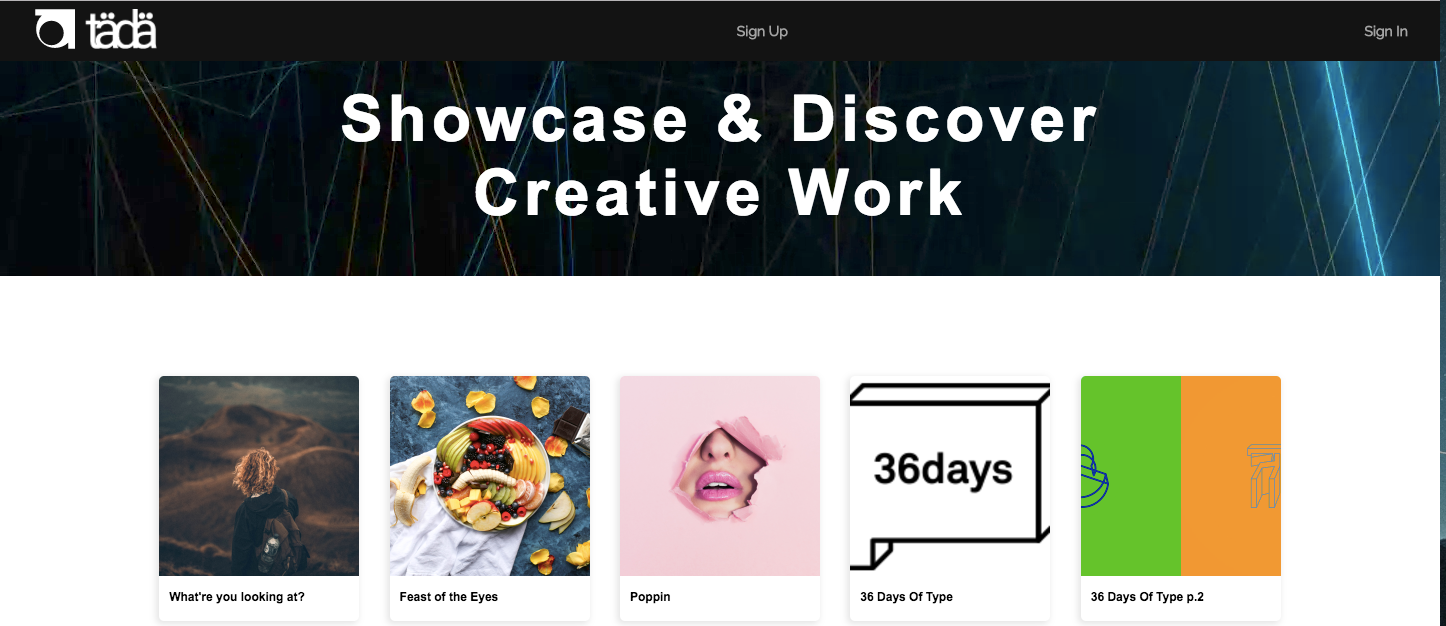 tädä
Sign Up
Sign In
Showcase & Discover
Creative Work
36days
What're you looking at?
Feast of the Eyes
Poppin
36 Days Of Type
36 Days Of Type p.2